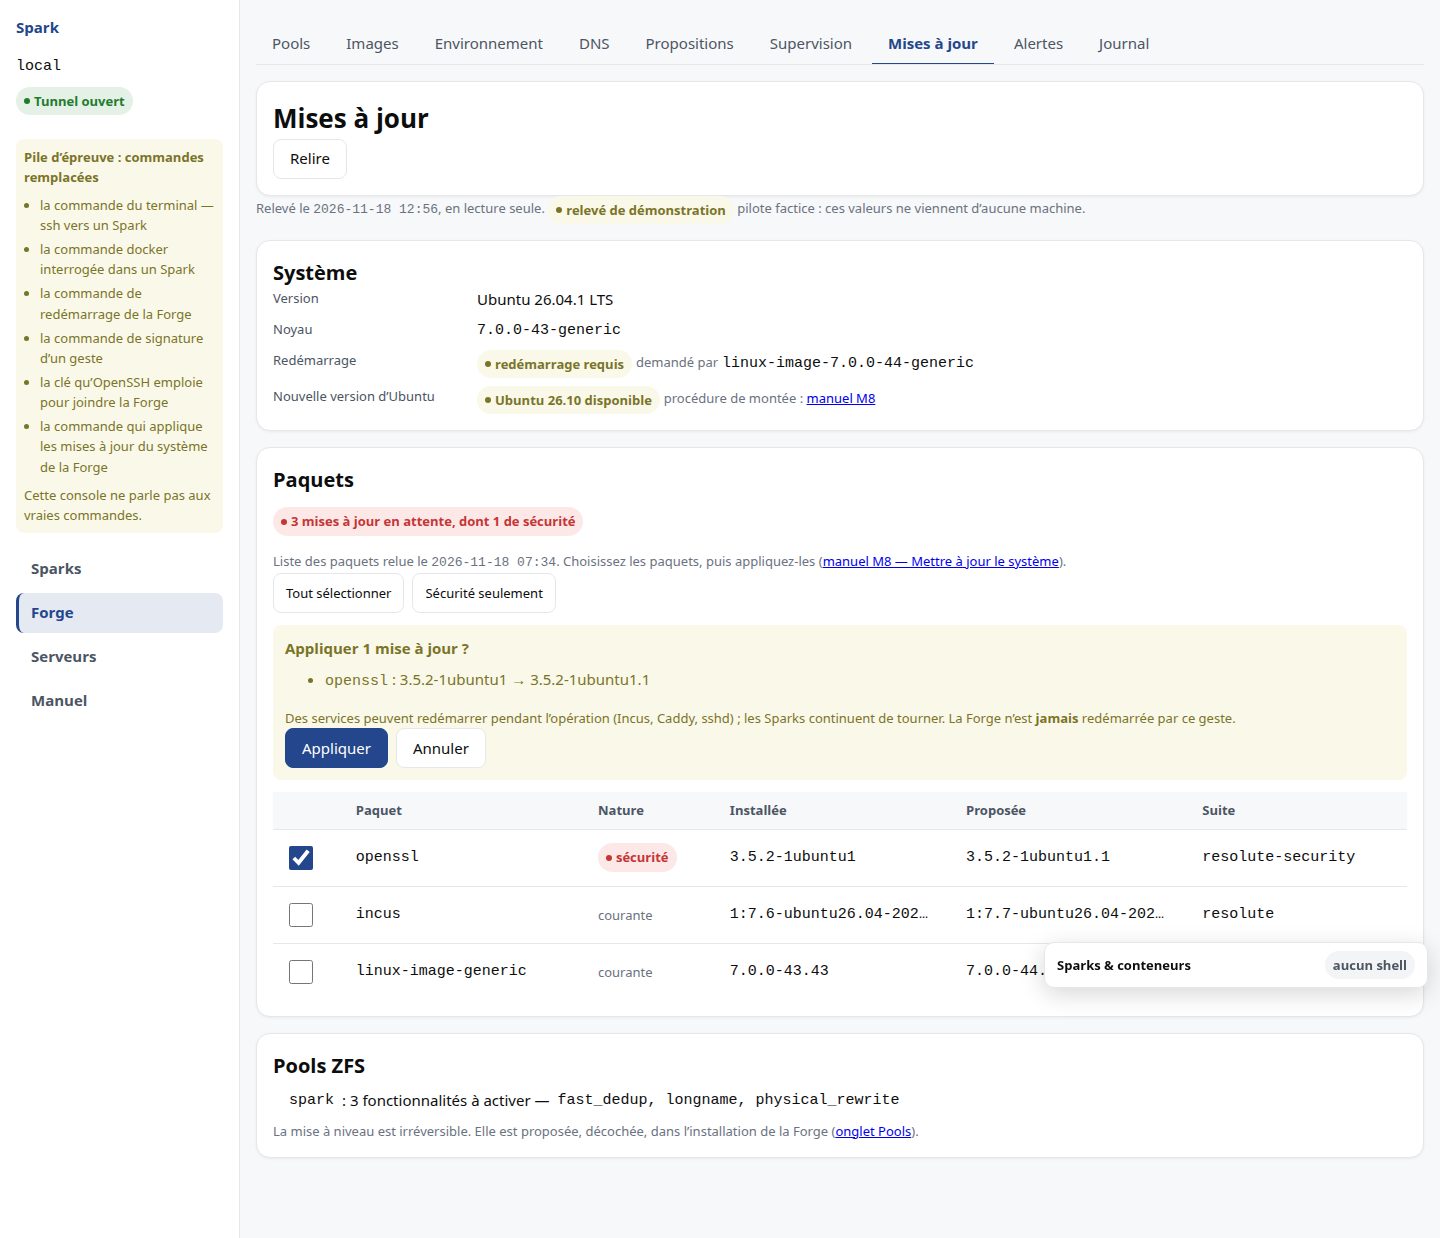 Spark
local
Tunnel ouvert
Pile d'épreuve : commandes
remplacées
la commande du terminal —
ssh vers un Spark
la commande docker
interrogée dans un Spark
la commande de
redémarrage de la Forge
la commande de signature
d'un geste
la clé qu'OpenSSH emploie
pour joindre la Forge
la commande qui applique
les mises à jour du système
de la Forge
Cette console ne parle pas aux
vraies commandes.
Sparks
Forge
Serveurs
Manuel
Pools Images Environnement DNS Propositions Supervision Mises à jour Alertes Journal
Mises à jour
Relire
Relevé le 2026-11-18 12:56, en lecture seule. relevé de démonstration pilote factice : ces valeurs ne viennent d'aucune machine.
Système
Version Ubuntu 26.04.1 LTS
Noyau 7.0.0-43-generic
Redémarrage redémarrage requis demandé par linux-image-7.0.0-44-generic
Nouvelle version d'Ubuntu Ubuntu 26.10 disponible procédure de montée : manuel M8
Paquets
3 mises à jour en attente, dont 1 de sécurité
Liste des paquets relue le 2026-11-18 07:34. Choisissez les paquets, puis appliquez-les (manuel M8 — Mettre à jour le système).
Tout sélectionner Sécurité seulement
Appliquer 1 mise à jour ?
openssl : 3.5.2-1ubuntu1 → 3.5.2-1ubuntu1.1
Des services peuvent redémarrer pendant l'opération (Incus, Caddy, sshd) ; les Sparks continuent de tourner. La Forge n'est jamais redémarrée par ce geste.
Appliquer Annuler
Paquet Nature Installée Proposée Suite
openssl sécurité 3.5.2-1ubuntu1 3.5.2-1ubuntu1.1 resolute-security
incus courante 1:7.6-ubuntu26.04-202… 1:7.7-ubuntu26.04-202… resolute
linux-image-generic courante 7.0.0-43.43 7.0.0-44.
Sparks & conteneurs aucun shell
Pools ZFS
spark : 3 fonctionnalités à activer — fast_dedup, longname, physical_rewrite
La mise à niveau est irréversible. Elle est proposée, décochée, dans l'installation de la Forge (onglet Pools).